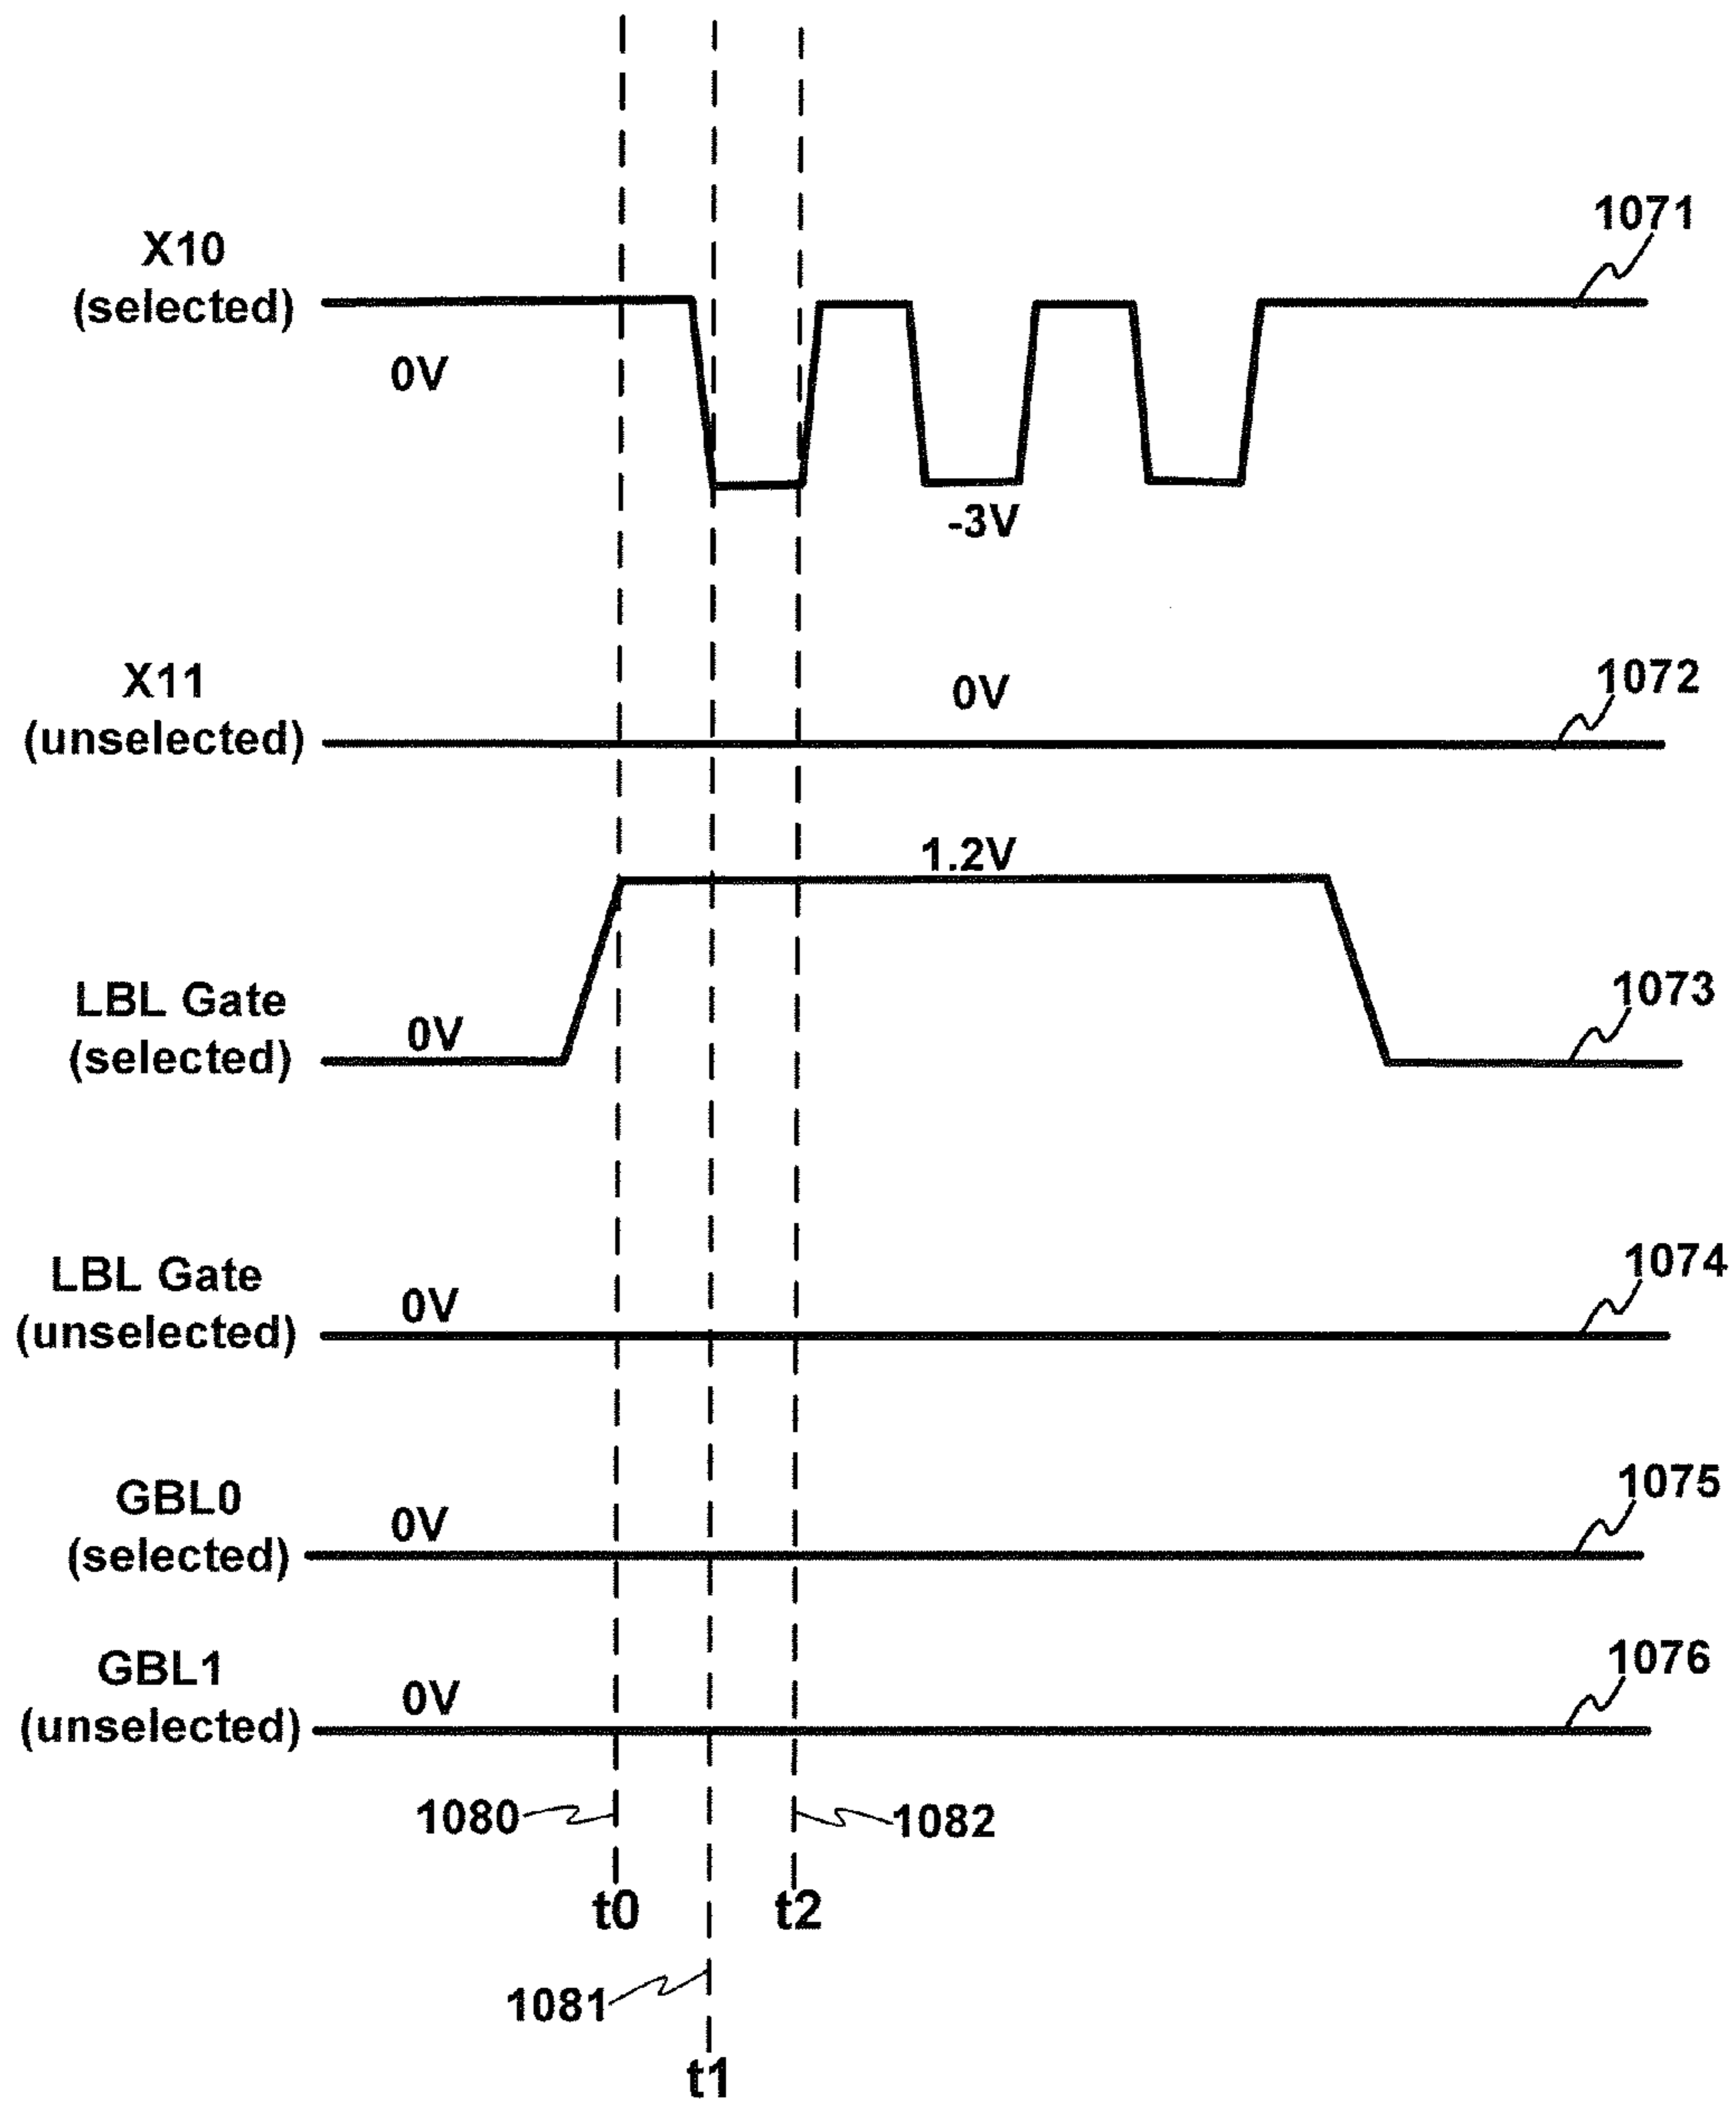 1071
X10
(selected)
0V
-3V
1072
X11
(unselected)
0V
1.2V
1073
LBL Gate
(selected)
0V
1074
LBL Gate
(unselected)
0V
1075
GBL0
(selected)
0V
1076
GBL1
(unselected)
0V
1080
1082
t0
t2
1081
t1